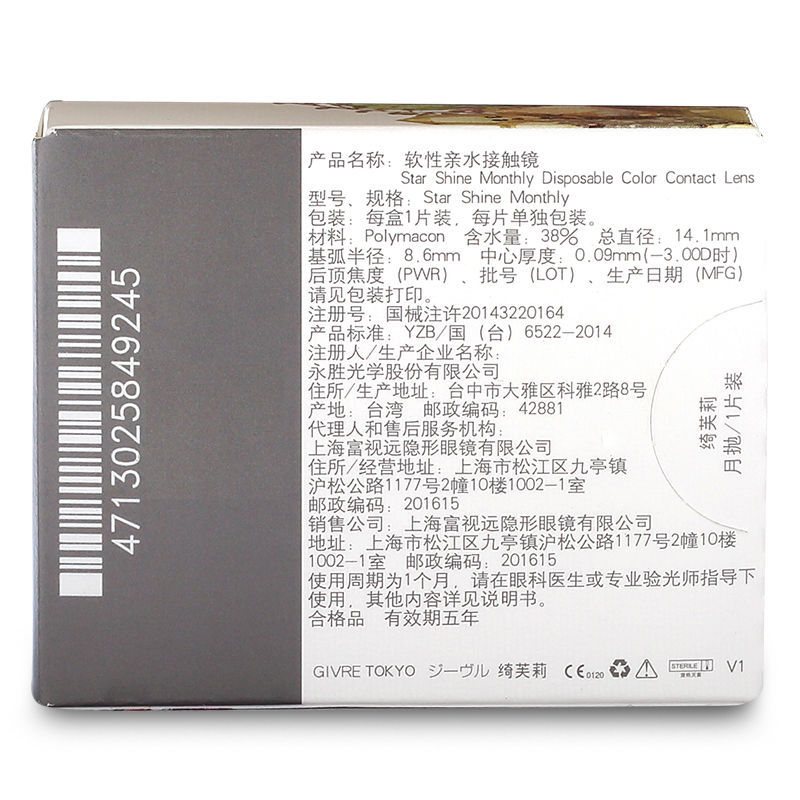 产品名称：软性亲水接触镜
Star Shine Monthly Disposable Color Contact Lens
型号、规格：Star Shine Monthly
包装：每盒1片装，每片单独包装。
材料：Polymacon 含水量：38% 总直径：14.1mm
基弧半径：8.6mm 中心厚度：0.09mm(-3.00D时)
后顶焦度（PWR）、批号（LOT）、生产日期（MFG）
请见包装打印。
注册号：国械注许20143220164
产品标准：YZB/国（台）6522-2014
注册人/生产企业名称：
永胜光学股份有限公司
住所/生产地址：台中市大雅区科雅2路8号
产地：台湾 邮政编码：42881
代理人和售后服务机构：
上海富视远隐形眼镜有限公司
住所/经营地址：上海市松江区九亭镇
沪松公路1177号2幢10楼1002-1室
邮政编码：201615
销售公司：上海富视远隐形眼镜有限公司
地址：上海市松江区九亭镇沪松公路1177号2幢10楼
1002-1室 邮政编码：201615
使用周期为1个月，请在眼科医生或专业验光师指导下
使用，其他内容详见说明书。
合格品 有效期五年
GIVRE TOKYO ジーヴル 绮芙莉 CE0120 STERILE V1
湿热灭菌
绮芙莉
月抛/1片装
4713025849245